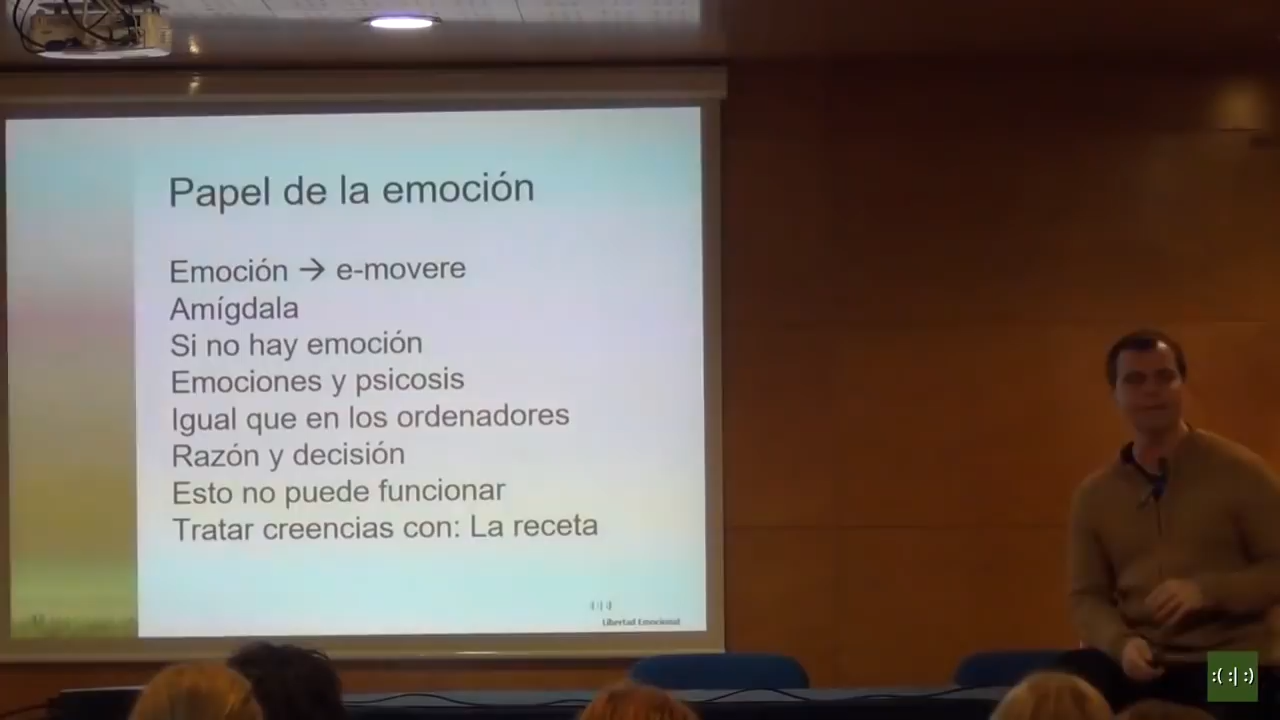 Papel de la emoción
Emoción → e-movere
Amígdala
Si no hay emoción
Emociones y psicosis
Igual que en los ordenadores
Razón y decisión
Esto no puede funcionar
Tratar creencias con: La receta
Libertad Emocional
:( :| :)